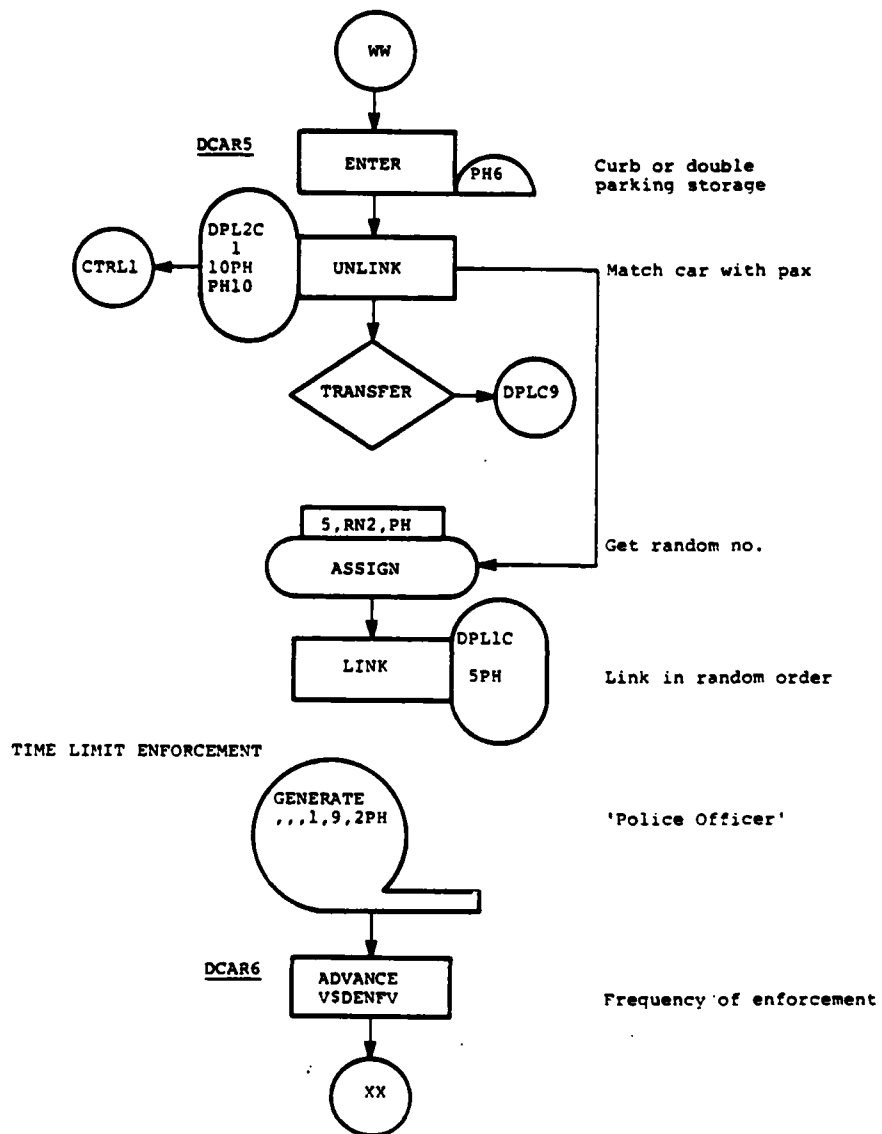 WW
DCAR5
ENTER
PH6
Curb or double
parking storage
DPL2C
1
10PH
PH10
CTRL1
UNLINK
Match car with pax
TRANSFER
DPLC9
5,RN2,PH
ASSIGN
Get random no.
LINK
DPL1C
5PH
Link in random order
TIME LIMIT ENFORCEMENT
GENERATE
,,,1,9,2PH
'Police Officer'
DCAR6
ADVANCE
V$DENFV
Frequency of enforcement
XX